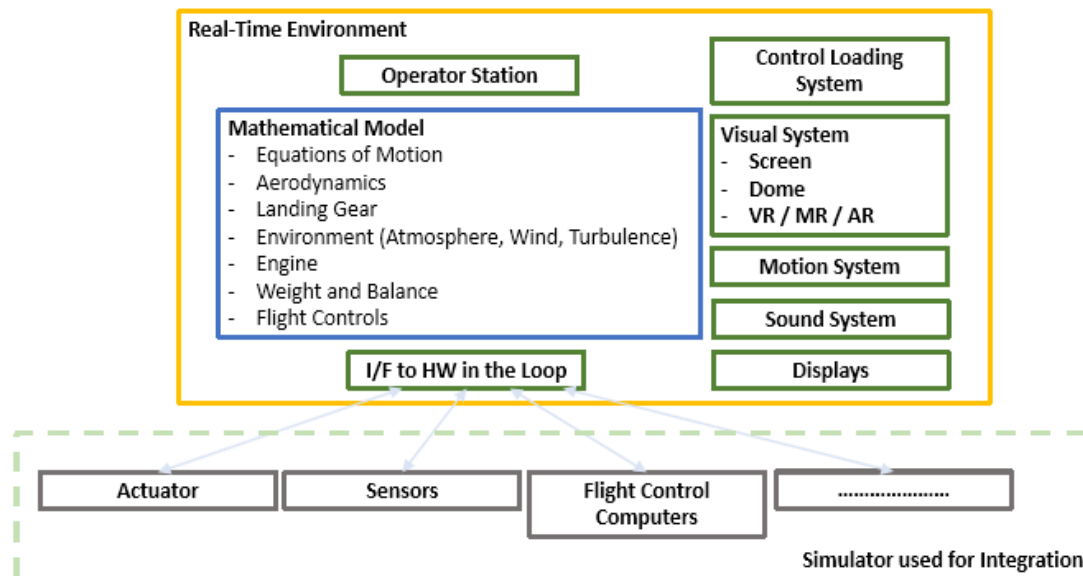 Real-Time Environment
Operator Station
Control Loading
System
Mathematical Model
- Equations of Motion
- Aerodynamics
- Landing Gear
- Environment (Atmosphere, Wind, Turbulence)
- Engine
- Weight and Balance
- Flight Controls
Visual System
- Screen
- Dome
- VR / MR / AR
Motion System
Sound System
I/F to HW in the Loop
Displays
Actuator
Sensors
Flight Control
Computers
.....................
Simulator used for Integration